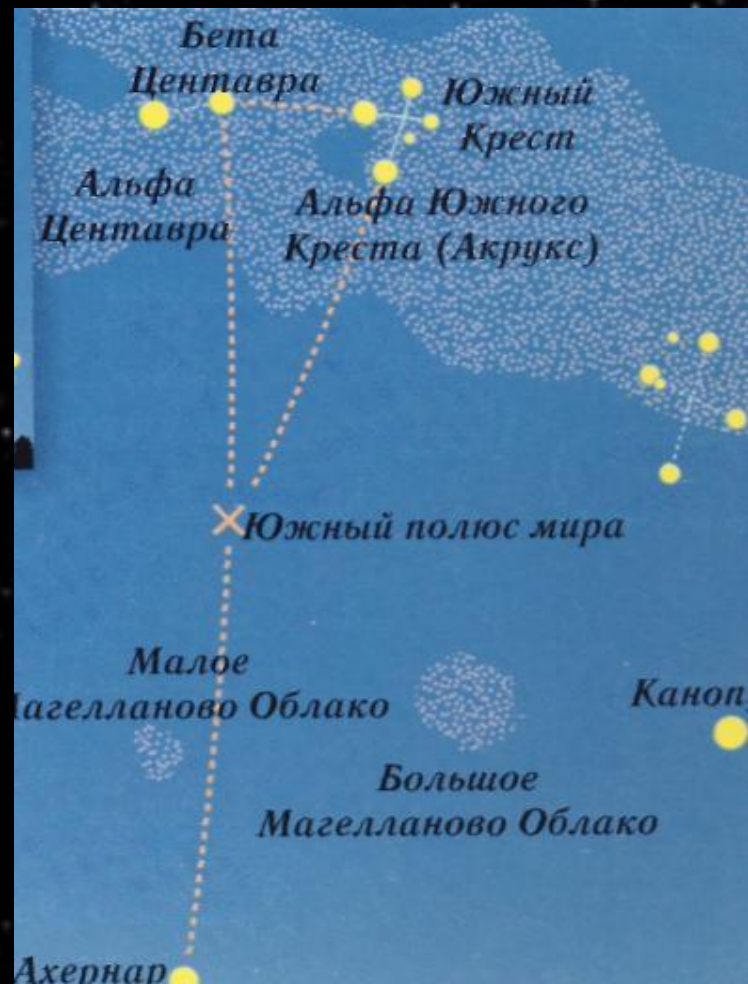 Бета
Центавра
Южный
Крест
Альфа
Центавра
Альфа Южного
Креста (Акрукс)
Южный полюс мира
Малое
Магелланово Облако
Каноп
Большое
Магелланово Облако
Ахернар